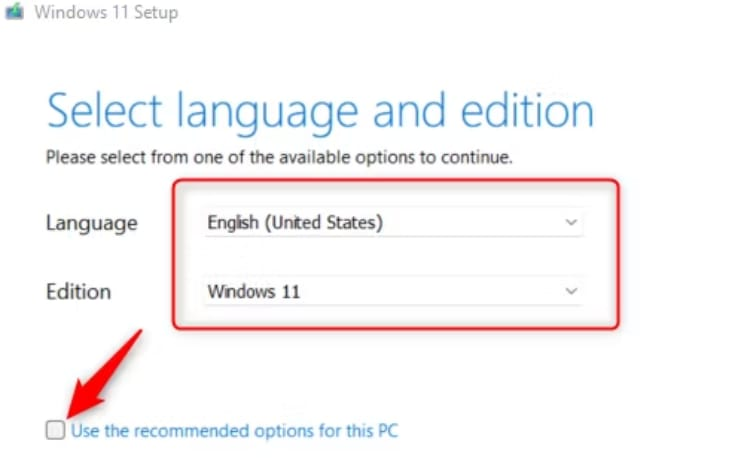 Windows 11 Setup
Select language and edition
Please select from one of the available options to continue.
Language English (United States)
Edition Windows 11
Use the recommended options for this PC